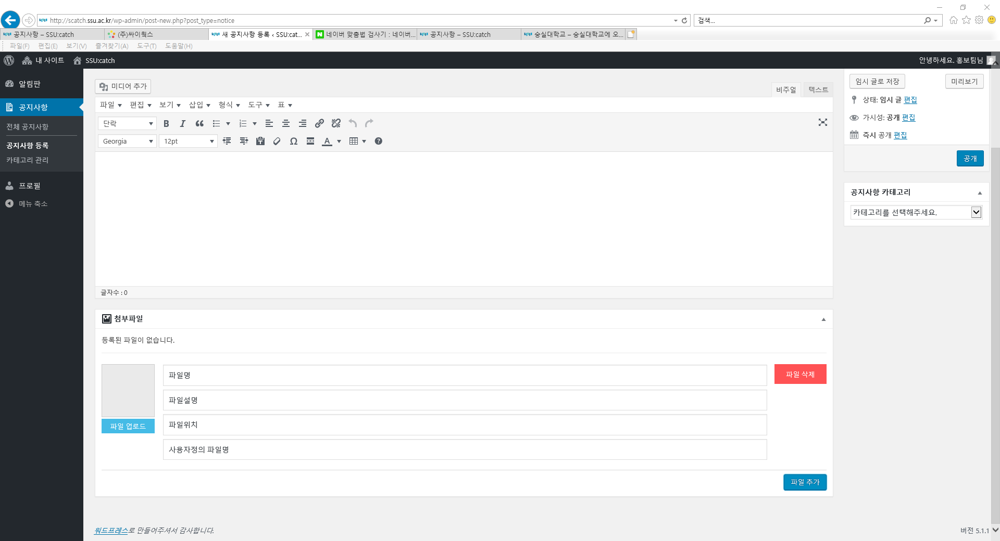 http://scatch.ssu.ac.kr/wp-admin/post-new.php?post_type=notice
검색...
공지사항 – SSU:catch
(주)싸이웍스
새 공지사항 등록 ‹ SSU:cat...
네이버 맞춤법 검사기 : 네이버...
공지사항 – SSU:catch
숭실대학교 – 숭실대학교에 오...
파일(F) 편집(E) 보기(V) 즐겨찾기(A) 도구(T) 도움말(H)
내 사이트 SSU:catch
안녕하세요. 홍보팀님
알림판
공지사항
전체 공지사항
공지사항 등록
카테고리 관리
프로필
메뉴 축소
미디어 추가
비주얼 텍스트
파일 편집 보기 삽입 형식 도구 표
단락
Georgia 12pt
글자수 : 0
첨부파일
등록된 파일이 없습니다.
파일 업로드
파일명
파일설명
파일위치
사용자정의 파일명
파일 삭제
파일 추가
임시 글로 저장 미리보기
상태: 임시 글 편집
가시성: 공개 편집
즉시 공개 편집
공개
공지사항 카테고리
카테고리를 선택해주세요.
워드프레스로 만들어주셔서 감사합니다.
버전 5.1.1